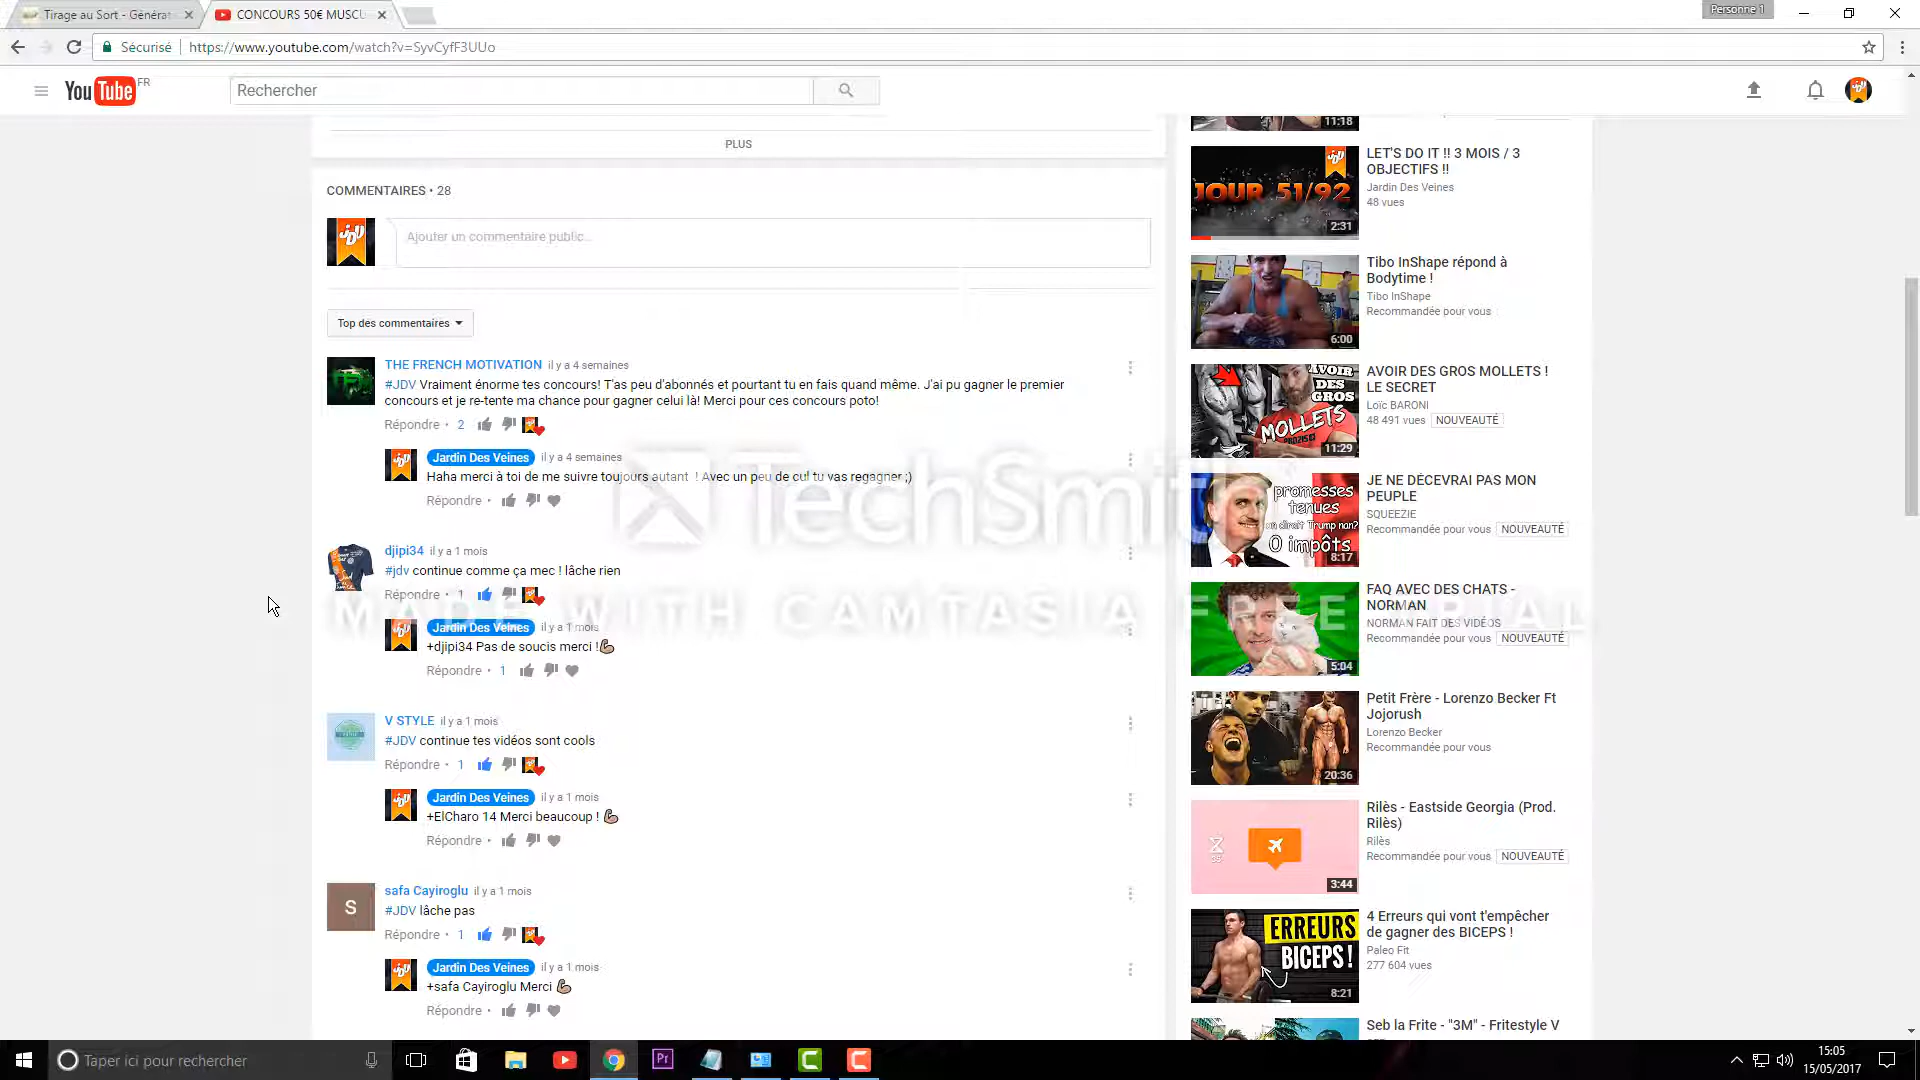 Tirage au Sort - Générat
CONCOURS 50€ MUSCU
Personne 1
Sécurisé
https://www.youtube.com/watch?v=SyvCyfF3UUo
YouTube FR
Rechercher
PLUS
COMMENTAIRES • 28
Ajouter un commentaire public...
Top des commentaires
THE FRENCH MOTIVATION il y a 4 semaines
#JDV Vraiment énorme tes concours! T'as peu d'abonnés et pourtant tu en fais quand même. J'ai pu gagner le premier
concours et je re-tente ma chance pour gagner celui là! Merci pour ces concours poto!
Répondre • 2
Jardin Des Veines il y a 4 semaines
Haha merci à toi de me suivre toujours autant ! Avec un peu de cul tu vas regagner ;)
Répondre •
djipi34 il y a 1 mois
#jdv continue comme ça mec ! lâche rien
Répondre • 1
Jardin Des Veines il y a 1 mois
+djipi34 Pas de soucis merci !💪
Répondre • 1
V STYLE il y a 1 mois
#JDV continue tes vidéos sont cools
Répondre • 1
Jardin Des Veines il y a 1 mois
+ElCharo 14 Merci beaucoup ! 💪
Répondre •
safa Cayiroglu il y a 1 mois
#JDV lâche pas
Répondre • 1
Jardin Des Veines il y a 1 mois
+safa Cayiroglu Merci 💪
Répondre •
TechSmith
MADE WITH CAMTASIA FREE TRIAL
11:18
JOUR 51/92
2:31
LET'S DO IT !! 3 MOIS / 3
OBJECTIFS !!
Jardin Des Veines
48 vues
6:00
Tibo InShape répond à
Bodytime !
Tibo InShape
Recommandée pour vous
AVOIR
DES
GROS
MOLLETS
11:29
AVOIR DES GROS MOLLETS !
LE SECRET
Loïc BARONI
48 491 vues NOUVEAUTÉ
promesses
tenues
on dirait Trump nan?
0 impôts
8:17
JE NE DÉCEVRAI PAS MON
PEUPLE
SQUEEZIE
Recommandée pour vous NOUVEAUTÉ
5:04
FAQ AVEC DES CHATS -
NORMAN
NORMAN FAIT DES VIDÉOS
Recommandée pour vous NOUVEAUTÉ
20:36
Petit Frère - Lorenzo Becker Ft
Jojorush
Lorenzo Becker
Recommandée pour vous
3:44
Rilès - Eastside Georgia (Prod.
Rilès)
Rilès
Recommandée pour vous NOUVEAUTÉ
ERREURS
BICEPS !
8:21
4 Erreurs qui vont t'empêcher
de gagner des BICEPS !
Paleo Fit
277 604 vues
Seb la Frite - "3M" - Fritestyle V
Taper ici pour rechercher
Pr
15:05
15/05/2017